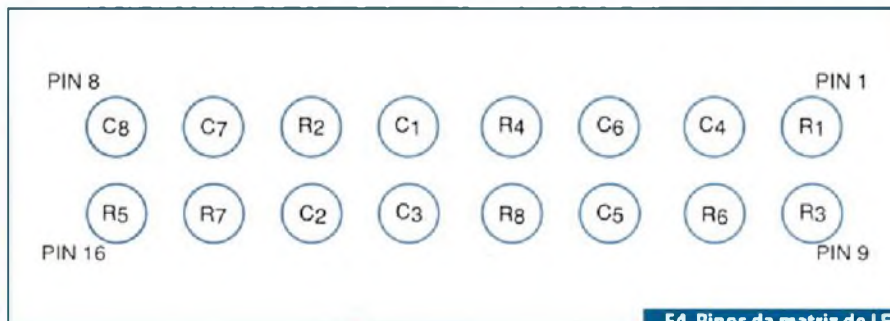 PIN 8 PIN 1
C8 C7 R2 C1 R4 C6 C4 R1
R5 R7 C2 C3 R8 C5 R6 R3
PIN 16 PIN 9